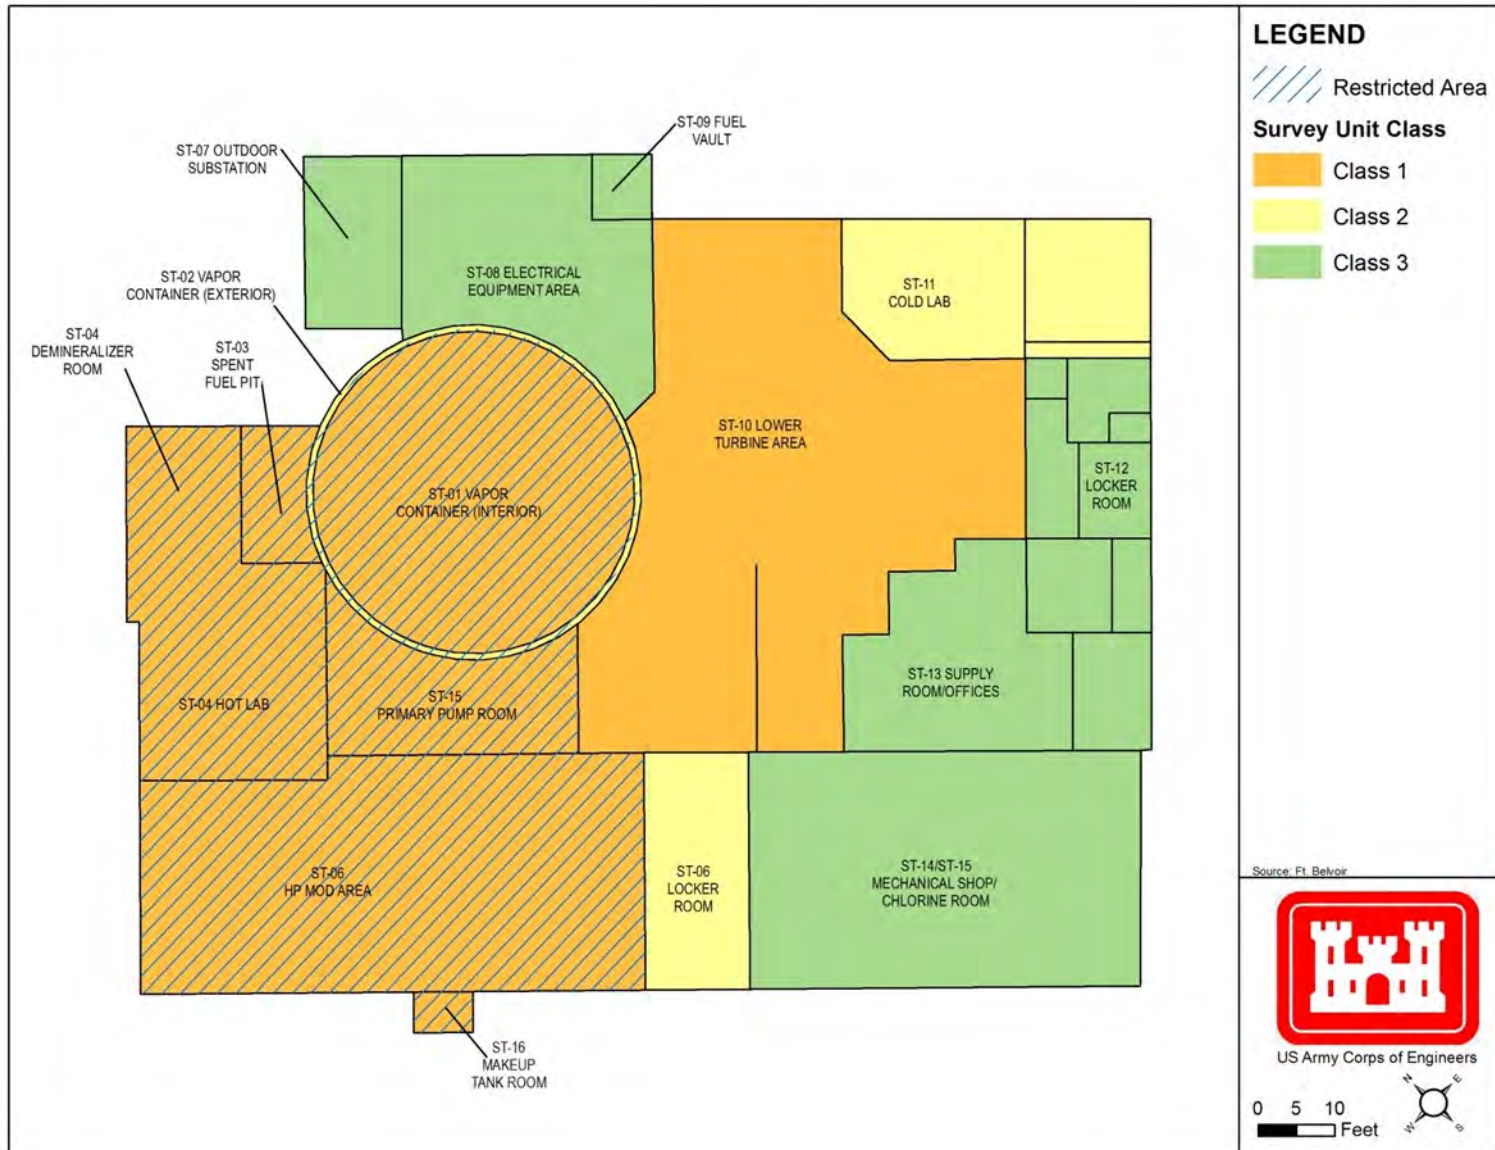 ST-09 FUEL
VAULT
ST-07 OUTDOOR
SUBSTATION
ST-08 ELECTRICAL
EQUIPMENT AREA
ST-11
COLD LAB
ST-02 VAPOR
CONTAINER (EXTERIOR)
ST-04
DEMINERALIZER
ROOM
ST-03
SPENT
FUEL PIT
ST-10 LOWER
TURBINE AREA
ST-12
LOCKER
ROOM
ST-01 VAPOR
CONTAINER (INTERIOR)
ST-13 SUPPLY
ROOM/OFFICES
ST-04 HOT LAB
ST-15
PRIMARY PUMP ROOM
ST-06
HP MOD AREA
ST-06
LOCKER
ROOM
ST-14/ST-15
MECHANICAL SHOP/
CHLORINE ROOM
ST-16
MAKEUP
TANK ROOM
LEGEND
Restricted Area
Survey Unit Class
Class 1
Class 2
Class 3
Source: Ft. Belvoir
US Army Corps of Engineers
N E
W S
0 5 10
Feet